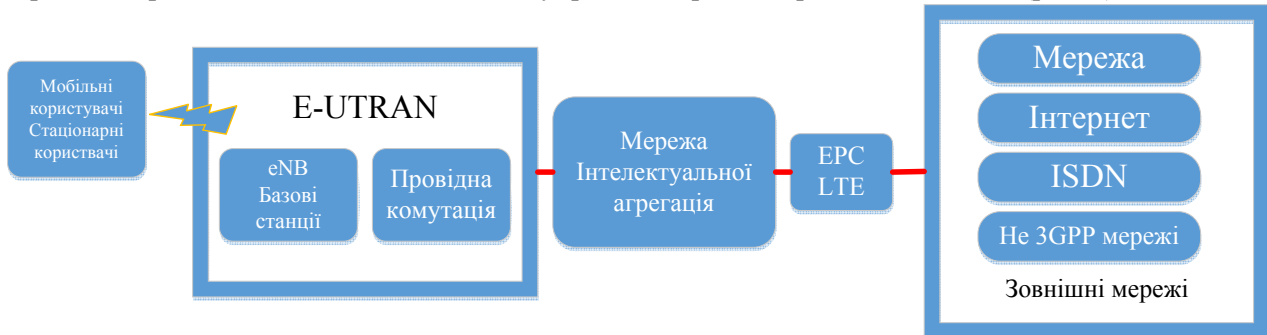 Мобільні
користувачі
Стаціонарні
користвачі
E-UTRAN
eNB
Базові
станції
Провідна
комутація
Мережа
Інтелектуальної
агрегація
EPC
LTE
Мережа
Інтернет
ISDN
Не 3GPP мережі
Зовнішні мережі